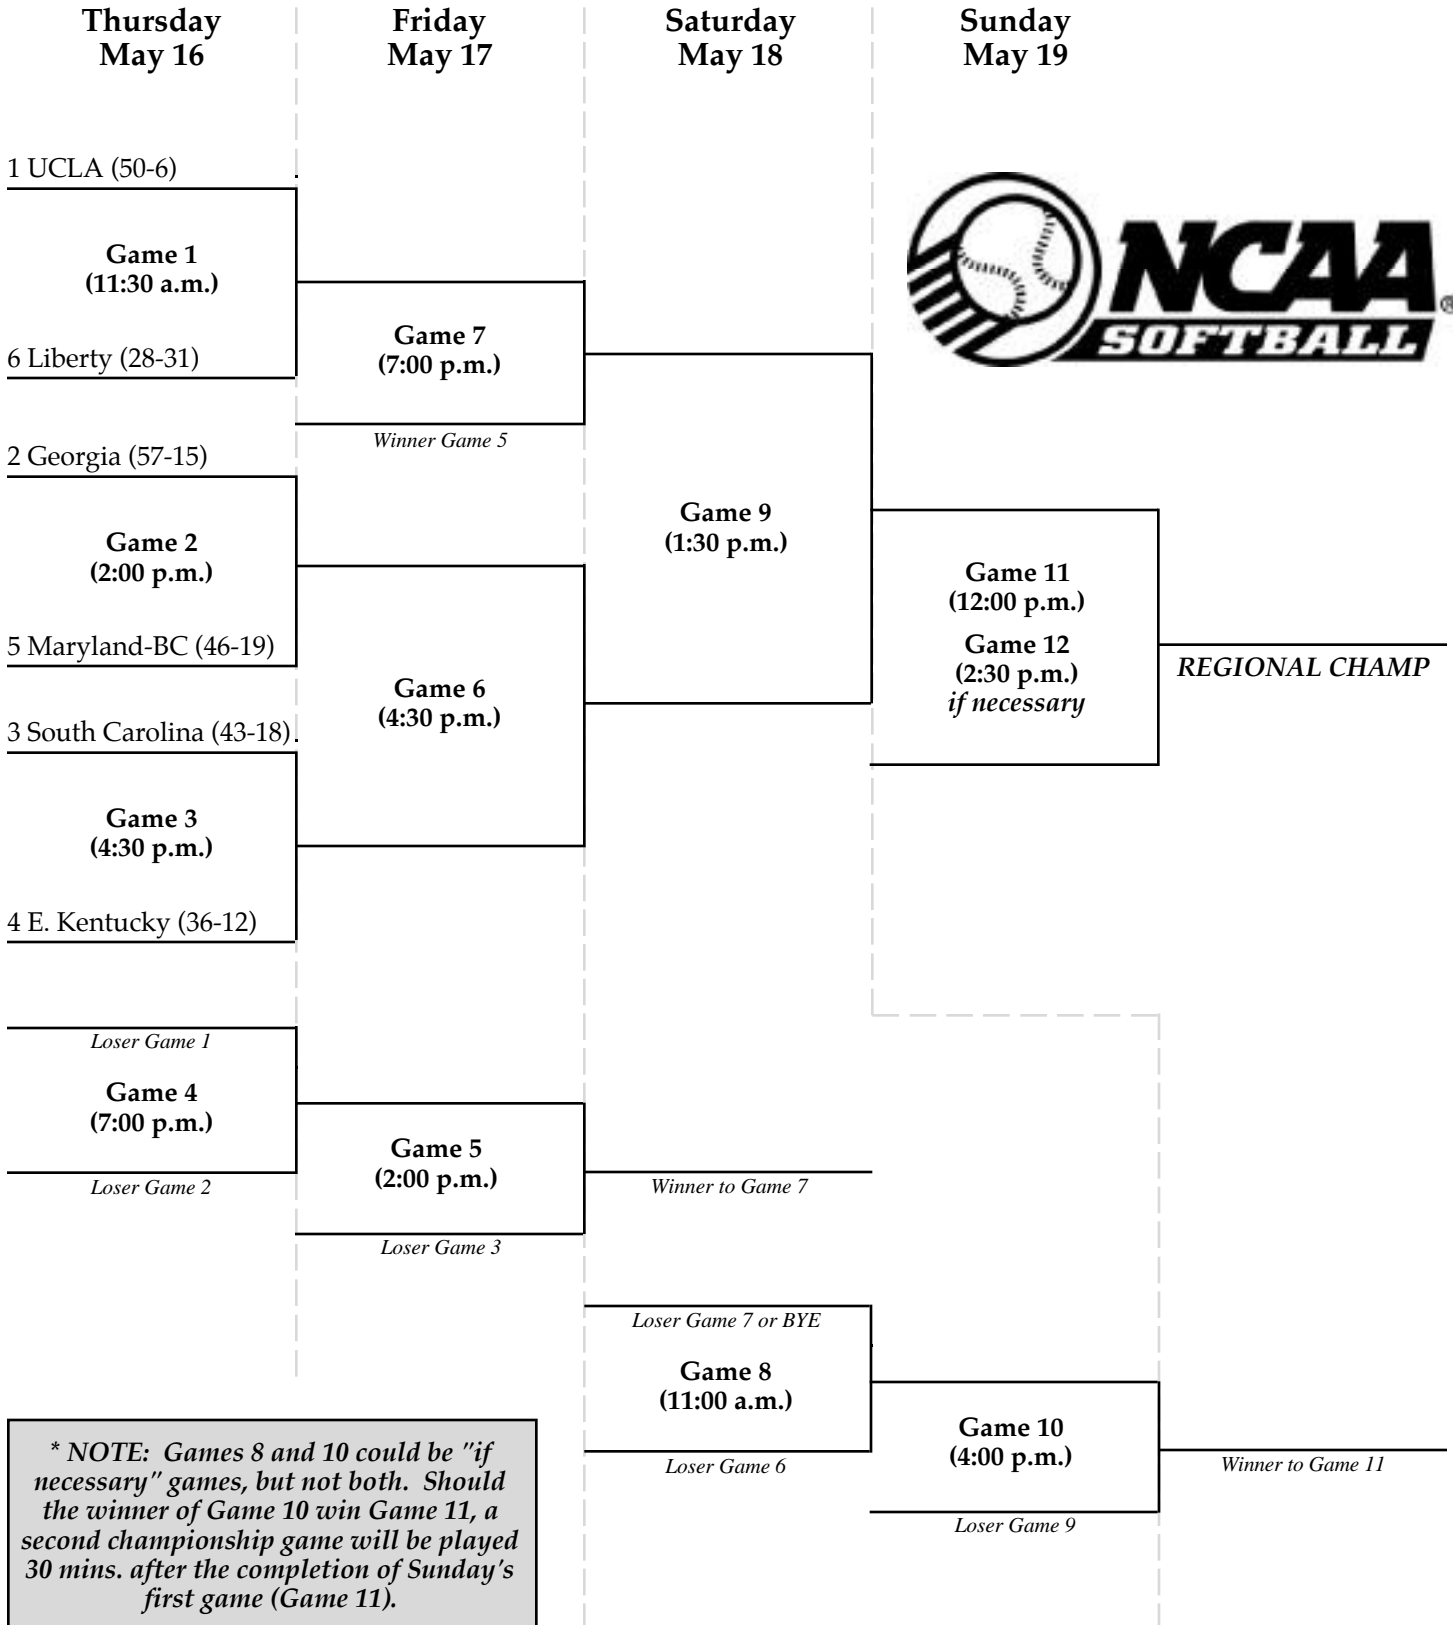 Thursday
May 16
Friday
May 17
Saturday
May 18
Sunday
May 19
1 UCLA (50-6)
Game 1
(11:30 a.m.)
6 Liberty (28-31)
Game 7
(7:00 p.m.)
Winner Game 5
NCAA®
SOFTBALL
2 Georgia (57-15)
Game 2
(2:00 p.m.)
5 Maryland-BC (46-19)
Game 6
(4:30 p.m.)
3 South Carolina (43-18)
Game 3
(4:30 p.m.)
4 E. Kentucky (36-12)
Game 9
(1:30 p.m.)
Game 11
(12:00 p.m.)
Game 12
(2:30 p.m.)
if necessary
REGIONAL CHAMP
Loser Game 1
Game 4
(7:00 p.m.)
Loser Game 2
Game 5
(2:00 p.m.)
Loser Game 3
Winner to Game 7
Loser Game 7 or BYE
Game 8
(11:00 a.m.)
Loser Game 6
Game 10
(4:00 p.m.)
Loser Game 9
Winner to Game 11
* NOTE: Games 8 and 10 could be "if
necessary" games, but not both. Should
the winner of Game 10 win Game 11, a
second championship game will be played
30 mins. after the completion of Sunday's
first game (Game 11).